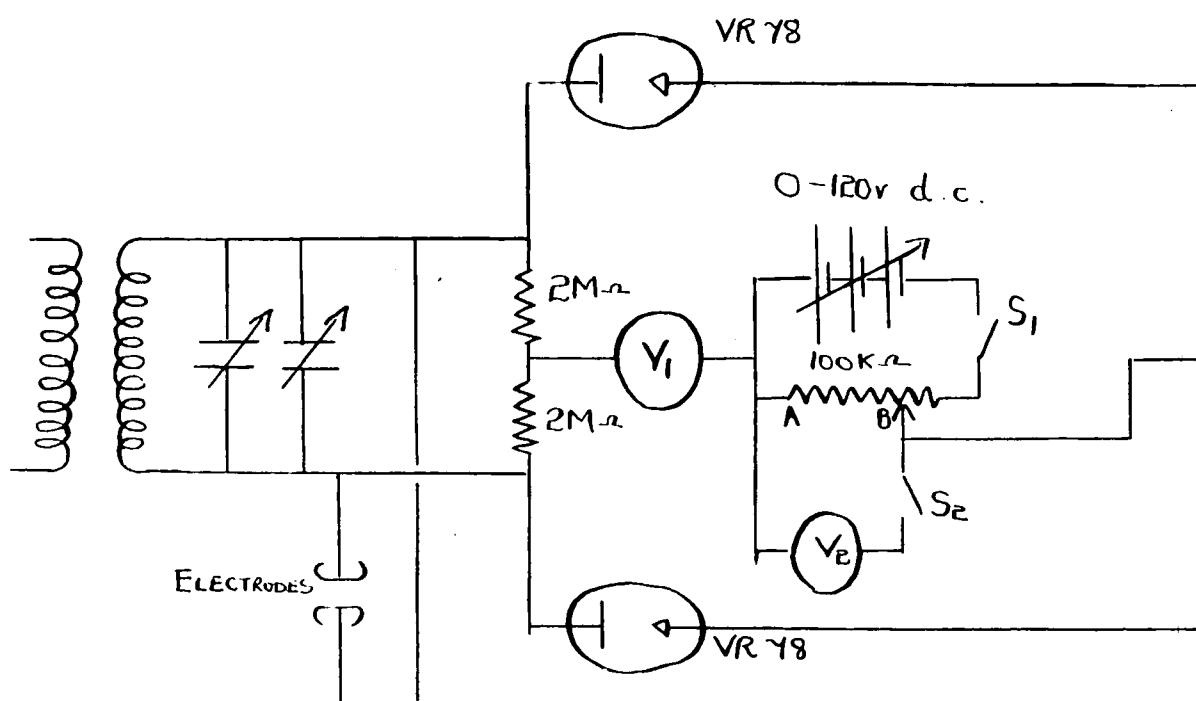 VR 78
0-120v d.c.
S1
2MΩ
V1
100KΩ
A
B
2MΩ
S2
V2
ELECTRODES
VR 78